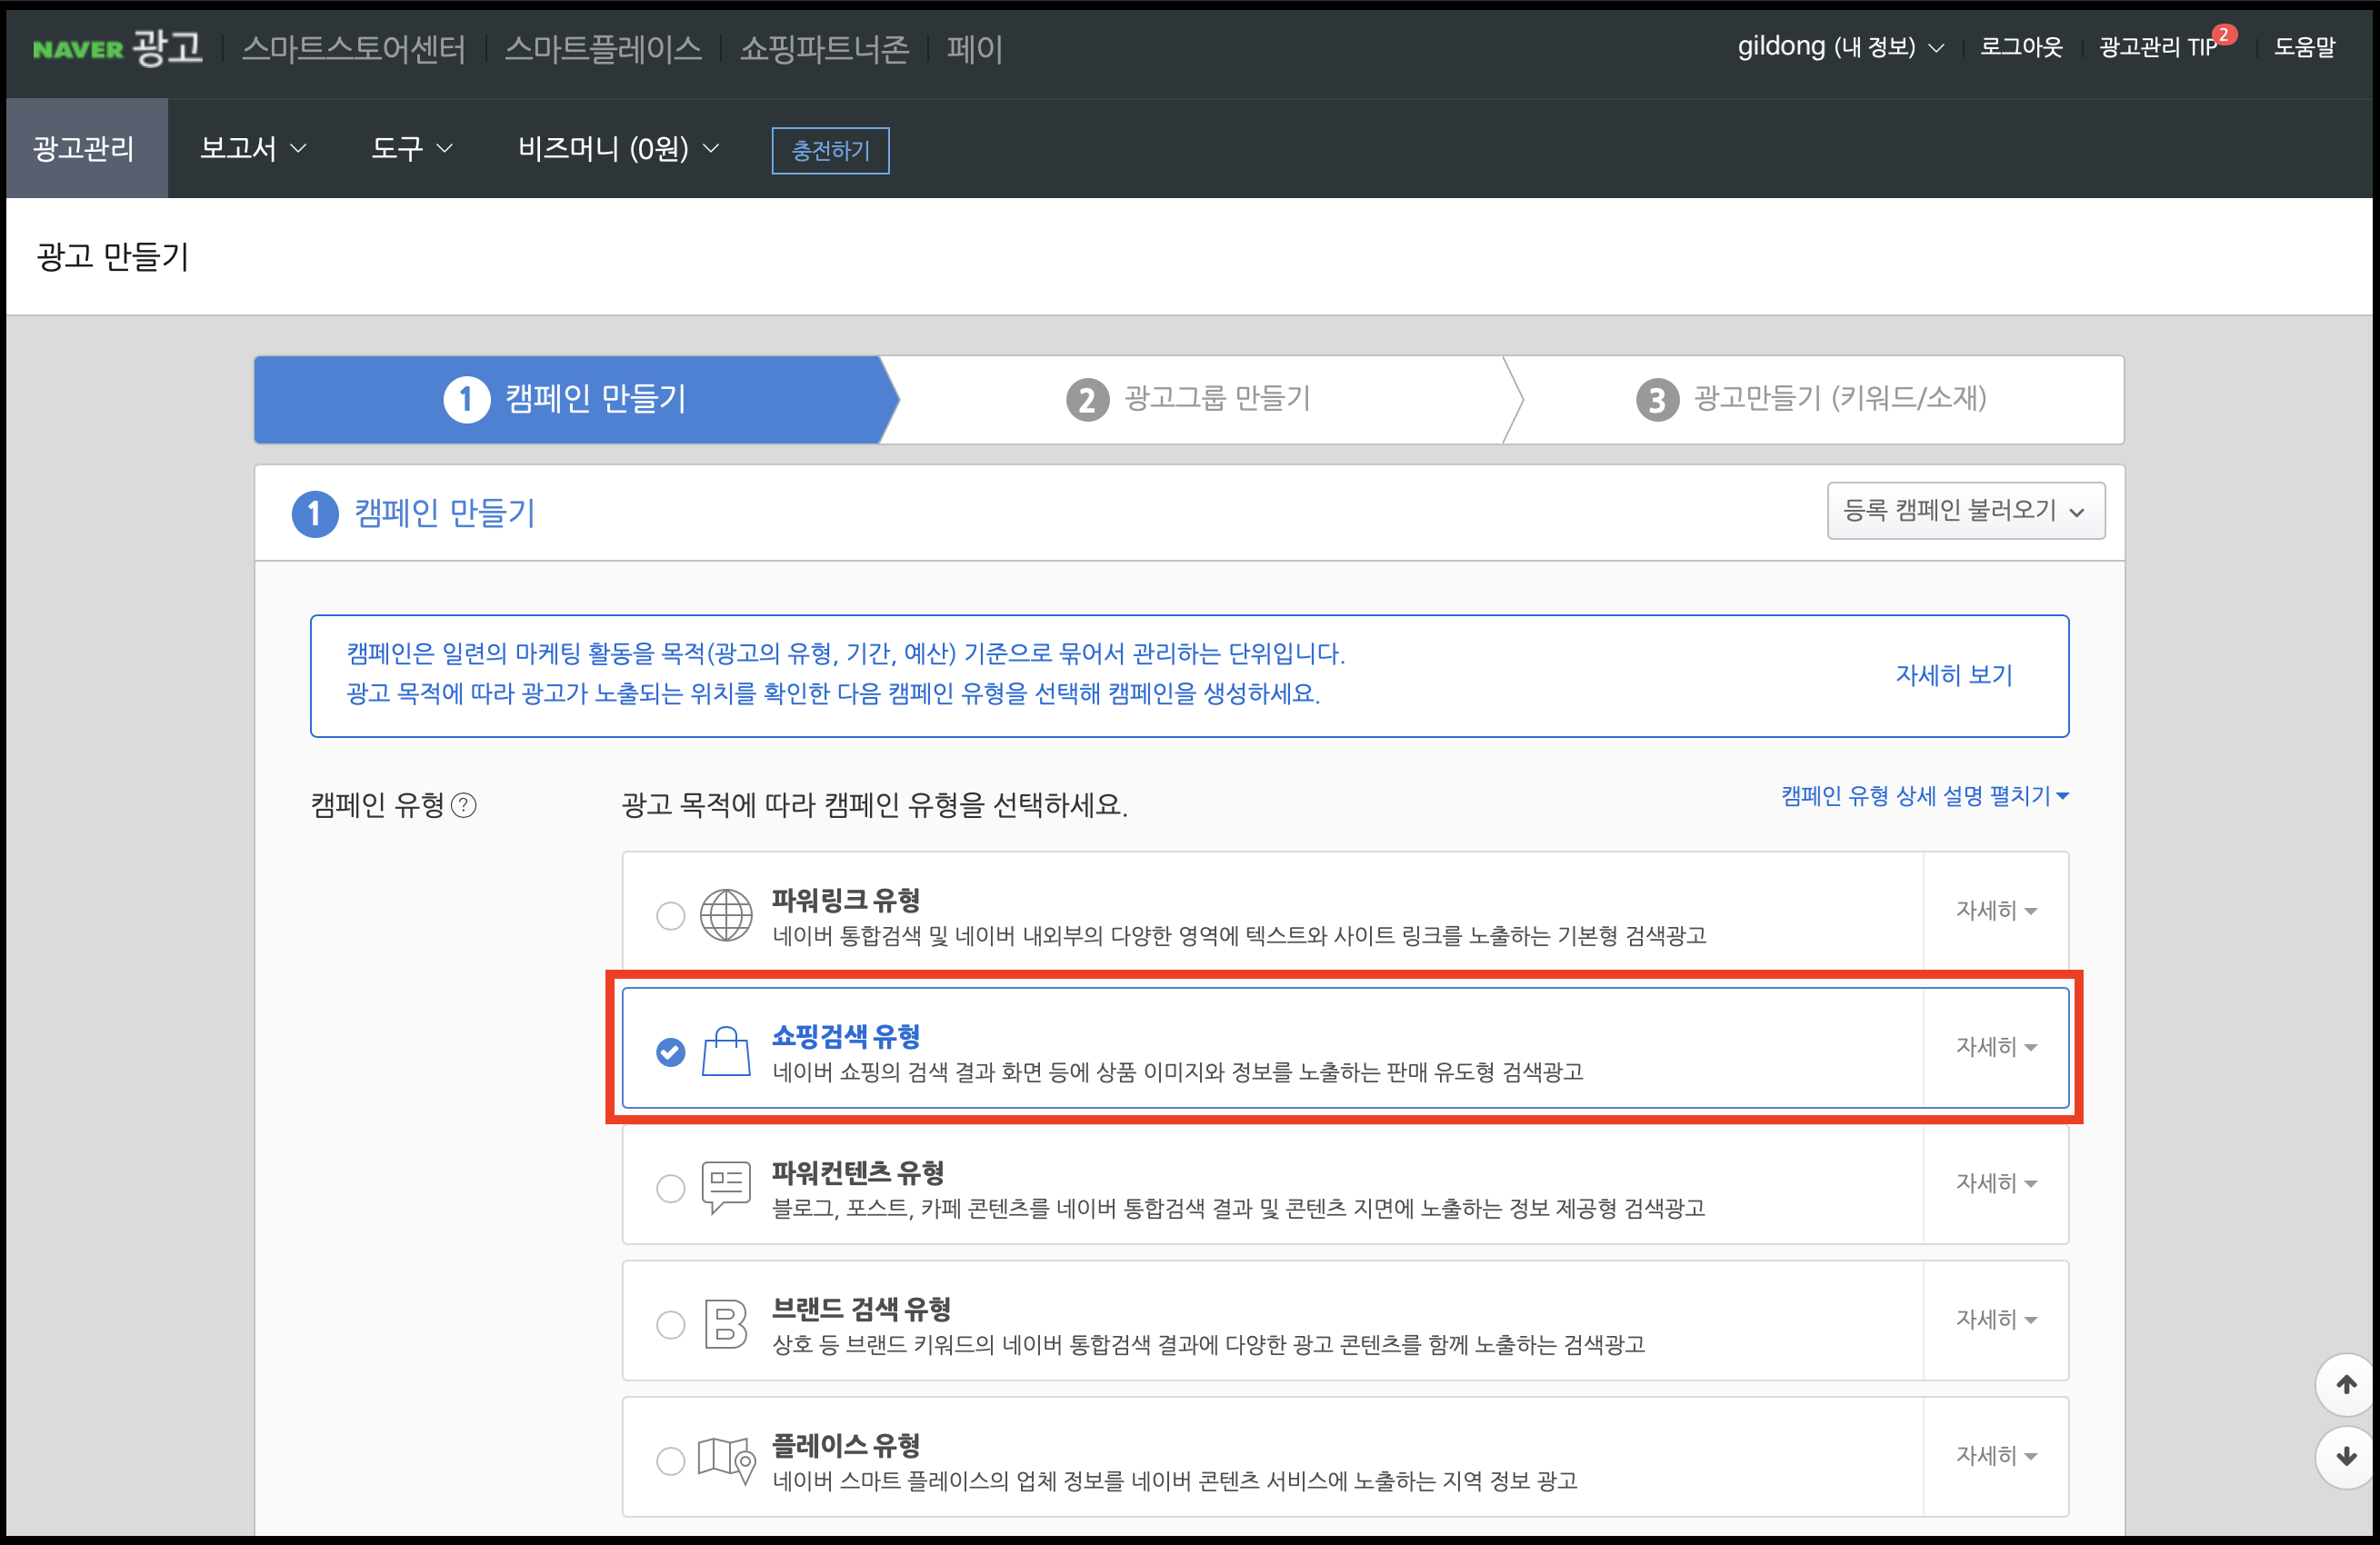 NAVER 광고 스마트스토어센터 스마트플레이스 쇼핑파트너존 페이 gildong (내 정보) 로그아웃 광고관리 TIP 2 도움말
광고관리 보고서 도구 비즈머니 (0원) 충전하기
광고 만들기
1 캠페인 만들기 2 광고그룹 만들기 3 광고만들기 (키워드/소재)
1 캠페인 만들기 등록 캠페인 불러오기
캠페인은 일련의 마케팅 활동을 목적(광고의 유형, 기간, 예산) 기준으로 묶어서 관리하는 단위입니다.
광고 목적에 따라 광고가 노출되는 위치를 확인한 다음 캠페인 유형을 선택해 캠페인을 생성하세요.
자세히 보기
캠페인 유형 ? 광고 목적에 따라 캠페인 유형을 선택하세요. 캠페인 유형 상세 설명 펼치기
파워링크 유형
네이버 통합검색 및 네이버 내외부의 다양한 영역에 텍스트와 사이트 링크를 노출하는 기본형 검색광고
자세히
쇼핑검색 유형
네이버 쇼핑의 검색 결과 화면 등에 상품 이미지와 정보를 노출하는 판매 유도형 검색광고
자세히
파워컨텐츠 유형
블로그, 포스트, 카페 콘텐츠를 네이버 통합검색 결과 및 콘텐츠 지면에 노출하는 정보 제공형 검색광고
자세히
B
브랜드 검색 유형
상호 등 브랜드 키워드의 네이버 통합검색 결과에 다양한 광고 콘텐츠를 함께 노출하는 검색광고
자세히
플레이스 유형
네이버 스마트 플레이스의 업체 정보를 네이버 콘텐츠 서비스에 노출하는 지역 정보 광고
자세히